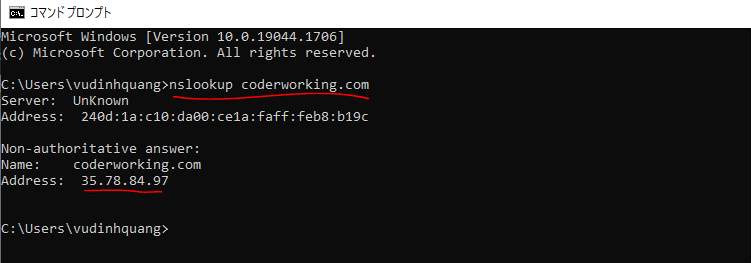 コマンド プロンプト
Microsoft Windows [Version 10.0.19044.1706]
(c) Microsoft Corporation. All rights reserved.
C:\Users\vudinhquang>nslookup coderworking.com
Server:  UnKnown
Address:  240d:1a:c10:da00:ce1a:faff:feb8:b19c
Non-authoritative answer:
Name:    coderworking.com
Address:  35.78.84.97
C:\Users\vudinhquang>